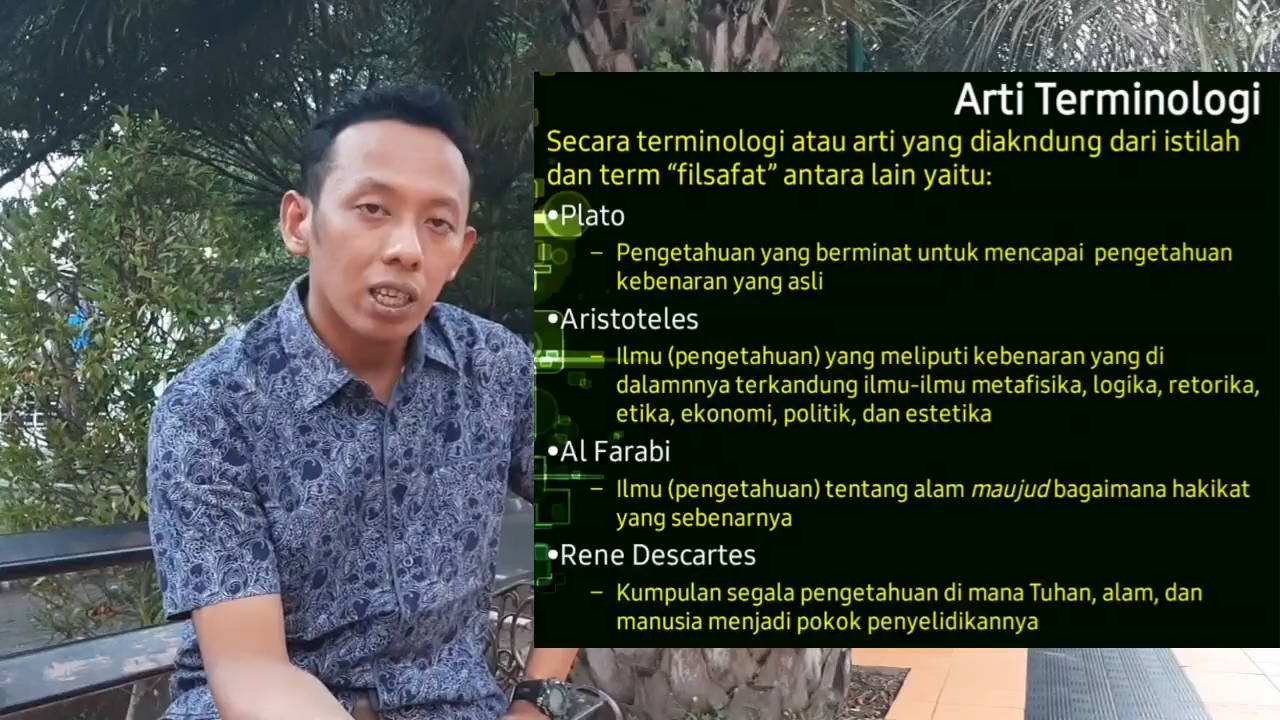 Arti Terminologi
Secara terminologi atau arti yang diakndung dari istilah
dan term “filsafat” antara lain yaitu:
•Plato
– Pengetahuan yang berminat untuk mencapai pengetahuan
kebenaran yang asli
•Aristoteles
– Ilmu (pengetahuan) yang meliputi kebenaran yang di
dalamnnya terkandung ilmu-ilmu metafisika, logika, retorika,
etika, ekonomi, politik, dan estetika
•Al Farabi
– Ilmu (pengetahuan) tentang alam maujud bagaimana hakikat
yang sebenarnya
•Rene Descartes
– Kumpulan segala pengetahuan di mana Tuhan, alam, dan
manusia menjadi pokok penyelidikannya